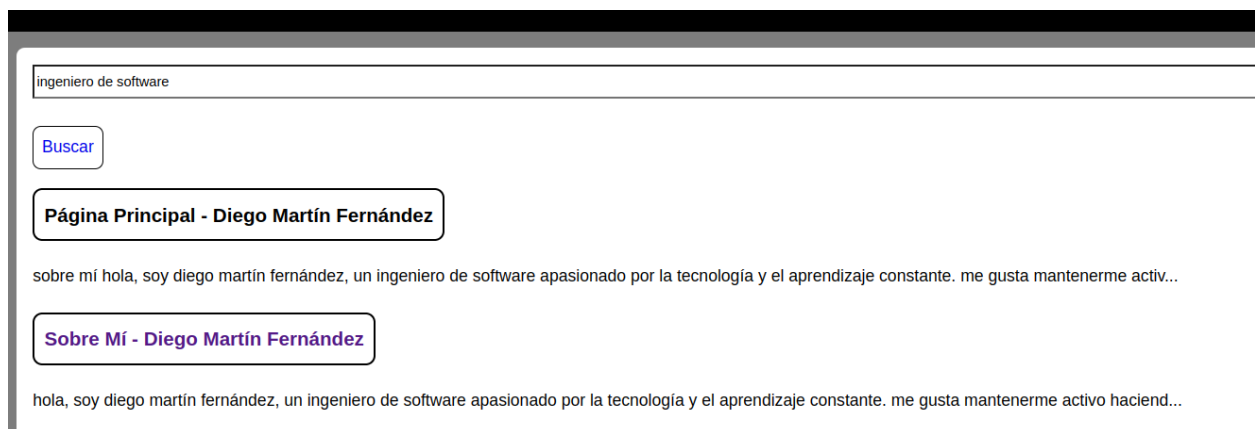 ingeniero de software
Buscar
Página Principal - Diego Martín Fernández
sobre mí hola, soy diego martín fernández, un ingeniero de software apasionado por la tecnología y el aprendizaje constante. me gusta mantenerme activ...
Sobre Mí - Diego Martín Fernández
hola, soy diego martín fernández, un ingeniero de software apasionado por la tecnología y el aprendizaje constante. me gusta mantenerme activo haciend...